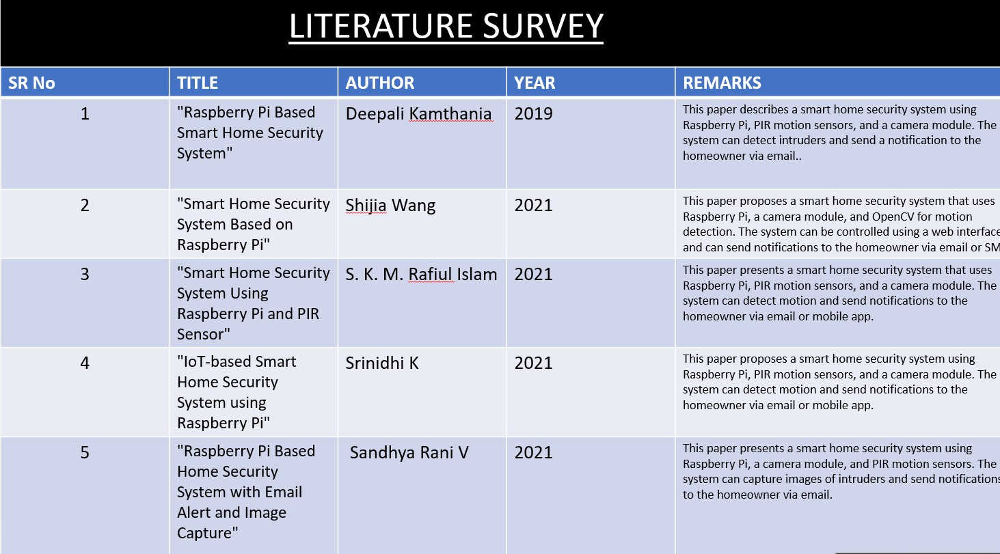 LITERATURE SURVEY
SR No
TITLE
AUTHOR
YEAR
REMARKS
1
"Raspberry Pi Based
Smart Home Security
System"
Deepali Kamthania
2019
This paper describes a smart home security system using
Raspberry Pi, PIR motion sensors, and a camera module. The
system can detect intruders and send a notification to the
homeowner via email..
2
"Smart Home Security
System Based on
Raspberry Pi"
Shijia Wang
2021
This paper proposes a smart home security system that uses
Raspberry Pi, a camera module, and OpenCV for motion
detection. The system can be controlled using a web interface
and can send notifications to the homeowner via email or SM
3
"Smart Home Security
System Using
Raspberry Pi and PIR
Sensor"
S. K. M. Rafiul Islam
2021
This paper presents a smart home security system that uses
Raspberry Pi, PIR motion sensors, and a camera module. The
system can detect motion and send notifications to the
homeowner via email or mobile app.
4
"IoT-based Smart
Home Security
System using
Raspberry Pi"
Srinidhi K
2021
This paper proposes a smart home security system using
Raspberry Pi, PIR motion sensors, and a camera module. The
system can detect motion and send notifications to the
homeowner via email or mobile app.
5
"Raspberry Pi Based
Home Security
System with Email
Alert and Image
Capture"
Sandhya Rani V
2021
This paper presents a smart home security system using
Raspberry Pi, a camera module, and PIR motion sensors. The
system can capture images of intruders and send notifications
to the homeowner via email.